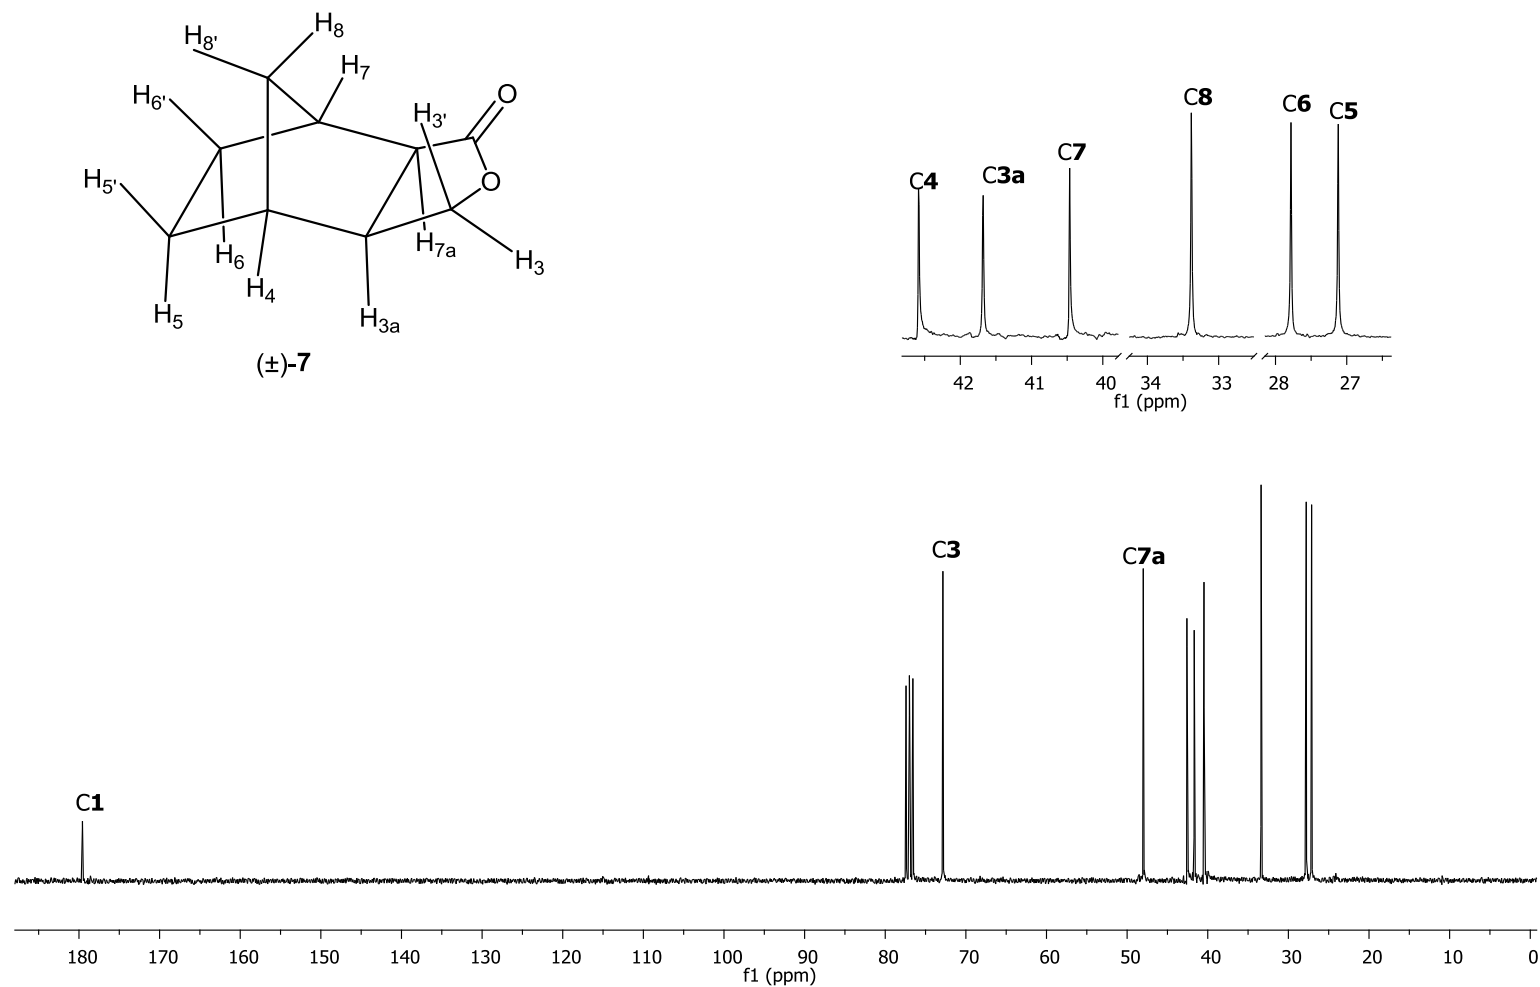 H8
H8'
H7
H6'
O
H3'
H5'
O
H7a
H6
H3
H4
H5
H3a
(±)-7
C8
C6
C5
C7
C3a
C4
42 41 40 34 33 28 27
f1 (ppm)
C3
C7a
C1
180 170 160 150 140 130 120 110 100 90 80 70 60 50 40 30 20 10 0
f1 (ppm)